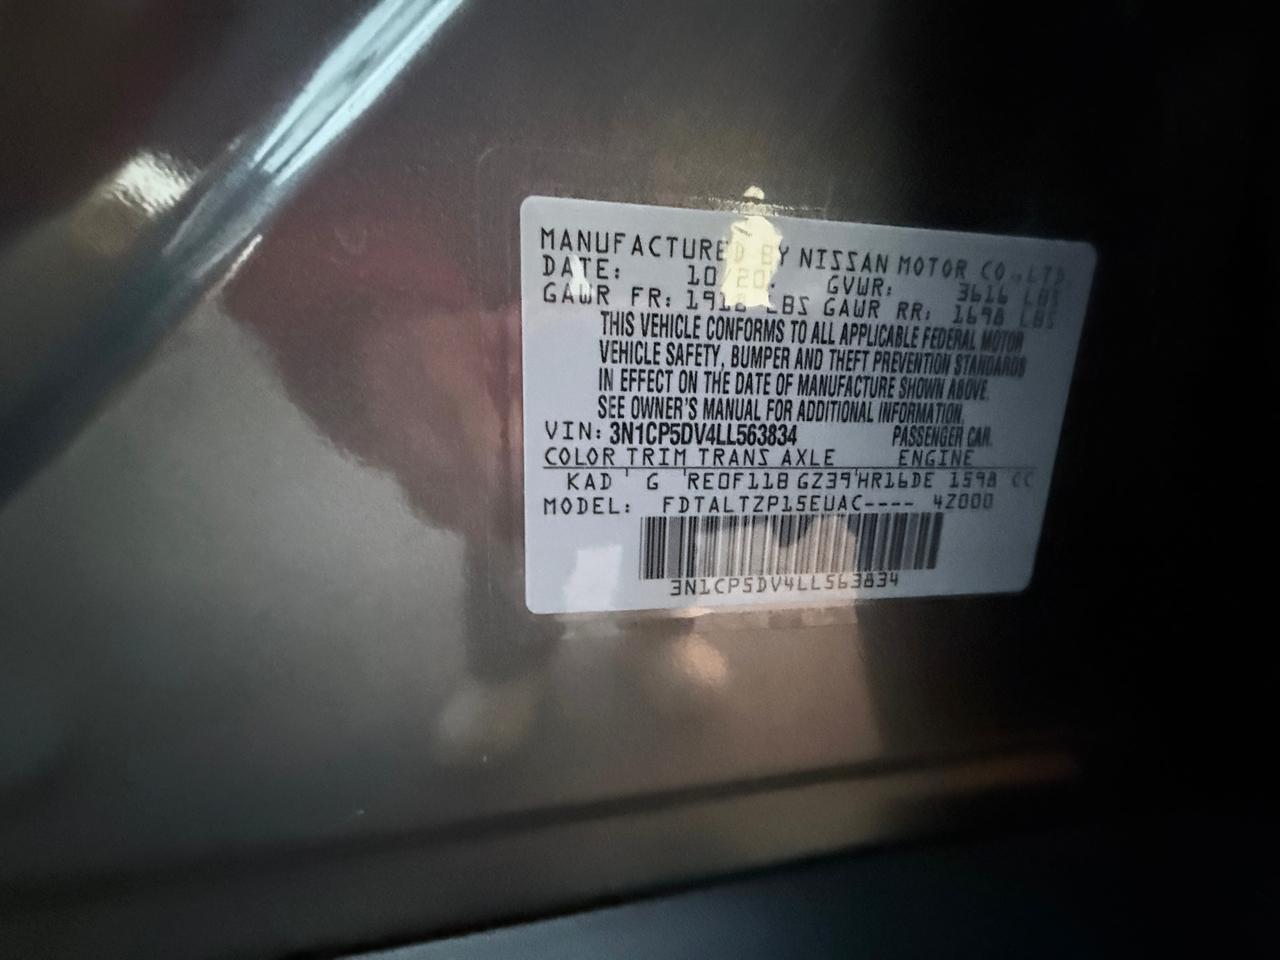 MANUFACTURED BY NISSAN MOTOR CO.,LTD.
DATE: 10/20. GVWR: 3616 LBS
GAWR FR: 1918 LBS GAWR RR: 1698 LBS
THIS VEHICLE CONFORMS TO ALL APPLICABLE FEDERAL MOTOR
VEHICLE SAFETY, BUMPER AND THEFT PREVENTION STANDARDS
IN EFFECT ON THE DATE OF MANUFACTURE SHOWN ABOVE.
SEE OWNER'S MANUAL FOR ADDITIONAL INFORMATION.
VIN: 3N1CP5DV4LL563834 PASSENGER CAR.
COLOR TRIM TRANS AXLE ENGINE
KAD ' G 'RE0F11B GZ39'HR16DE 1598 CC
MODEL: FDTALTZP15EUAC---- 4Z000
3N1CP5DV4LL563834